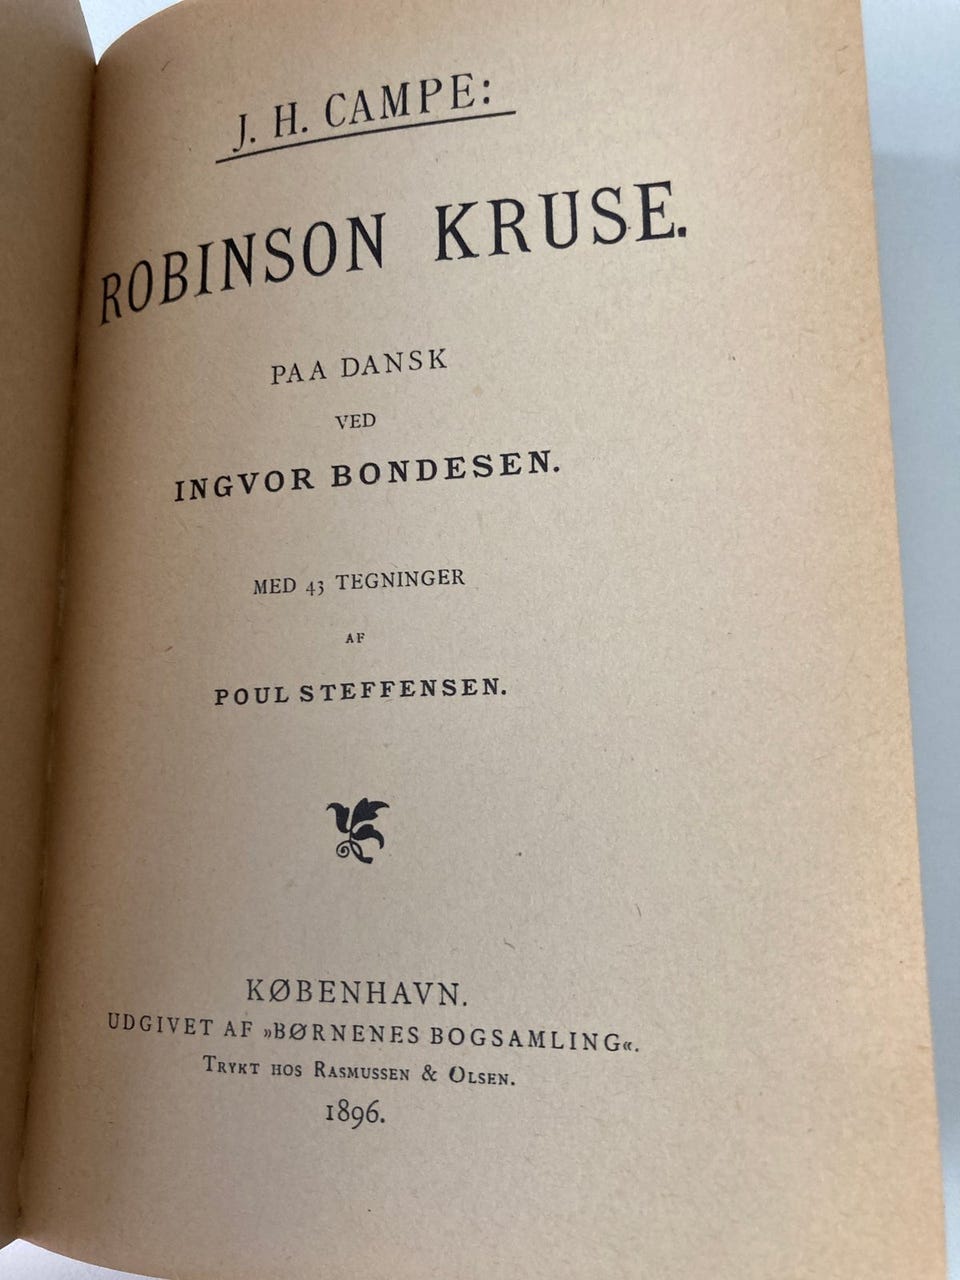 J. H. CAMPE:
ROBINSON KRUSE.
PAA DANSK
VED
INGVOR BONDESEN.
MED 43 TEGNINGER
AF
POUL STEFFENSEN.
KØBENHAVN.
UDGIVET AF »BØRNENES BOGSAMLING«.
TRYKT HOS RASMUSSEN & OLSEN.
1896.